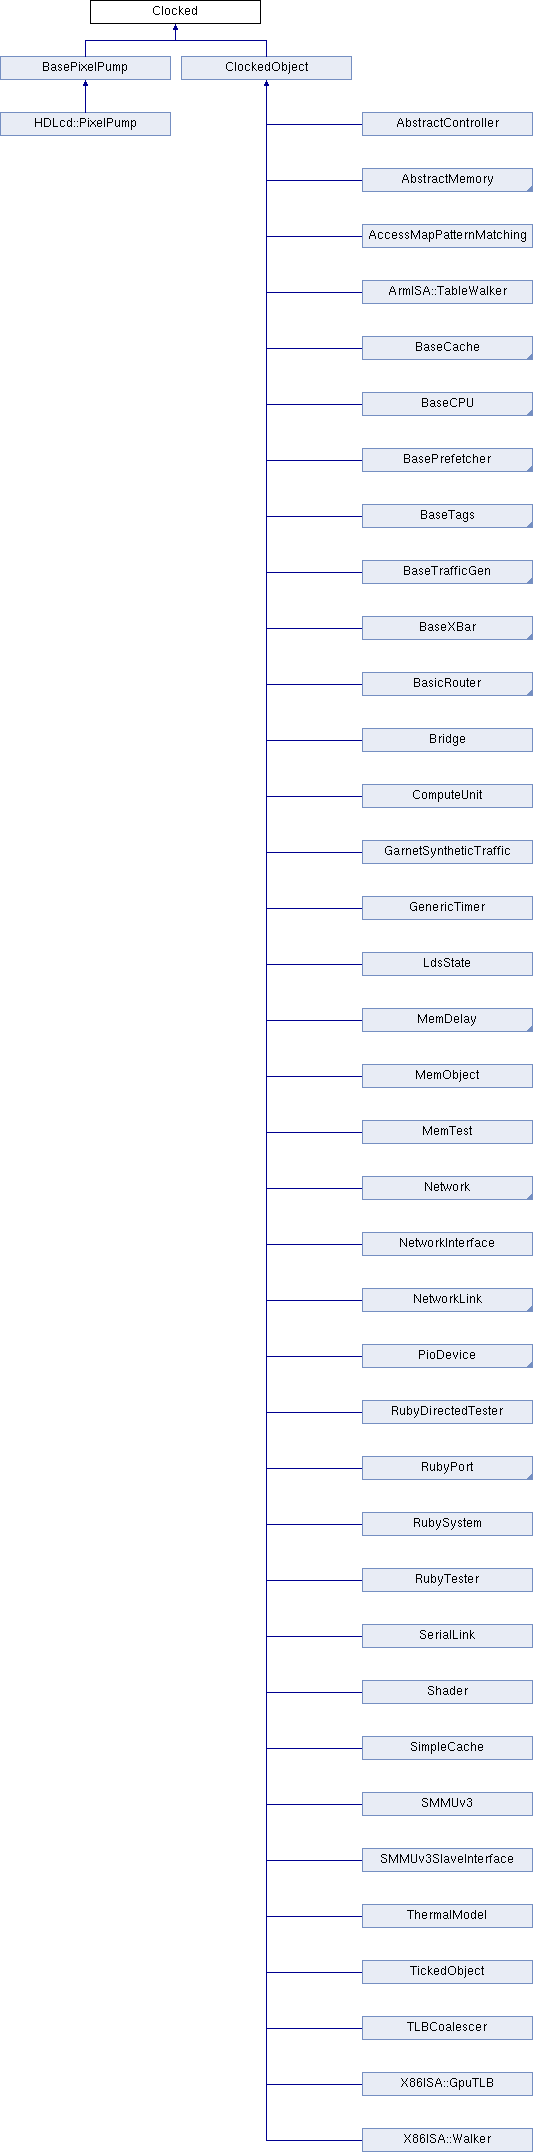 Clocked
BasePixelPump
ClockedObject
HDLcd::PixelPump
AbstractController
AbstractMemory
AccessMapPatternMatching
ArmISA::TableWalker
BaseCache
BaseCPU
BasePrefetcher
BaseTags
BaseTrafficGen
BaseXBar
BasicRouter
Bridge
ComputeUnit
GarnetSyntheticTraffic
GenericTimer
LdsState
MemDelay
MemObject
MemTest
Network
NetworkInterface
NetworkLink
PioDevice
RubyDirectedTester
RubyPort
RubySystem
RubyTester
SerialLink
Shader
SimpleCache
SMMUv3
SMMUv3SlaveInterface
ThermalModel
TickedObject
TLBCoalescer
X86ISA::GpuTLB
X86ISA::Walker